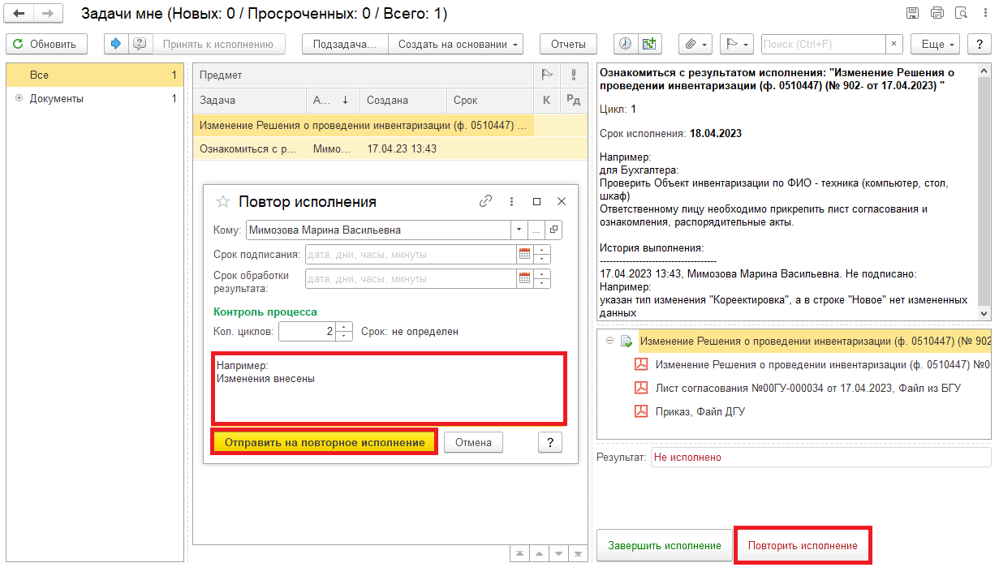 Задачи мне (Новых: 0 / Просроченных: 0 / Всего: 1)
Обновить
Принять к исполнению
Подзадача...
Создать на основании
Отчеты
Поиск (Ctrl+F)
×
Еще
?
Все 1
Документы 1
Предмет
Задача А... ↓ Создана Срок К Рд
Изменение Решения о проведении инвентаризации (ф. 0510447) ...
Ознакомиться с р... Мимо... 17.04.23 13:43
Повтор исполнения
Кому: Мимозова Марина Васильевна ...
Срок подписания: дата, дни, часы, минуты
Срок обработки
результата: дата, дни, часы, минуты
Контроль процесса
Кол. циклов: 2 Срок: не определен
Например:
Изменения внесены
Отправить на повторное исполнение
Отмена
?
Ознакомиться с результатом исполнения: "Изменение Решения о
проведении инвентаризации (ф. 0510447) (№ 902- от 17.04.2023) "
Цикл: 1
Срок исполнения: 18.04.2023
Например:
для Бухгалтера:
Проверить Объект инвентаризации по ФИО - техника (компьютер, стол,
шкаф)
Ответственному лицу необходимо прикрепить лист согласования и
ознакомления, распорядительные акты.
История выполнения:
------------------------------------
17.04.2023 13:43, Мимозова Марина Васильевна. Не подписано:
Например:
указан тип изменения "Кореектировка", а в строке "Новое" нет измененных
данных
Изменение Решения о проведении инвентаризации (ф. 0510447) (№ 902
Изменение Решения о проведении инвентаризации (ф. 0510447) №0
Лист согласования №00ГУ-000034 от 17.04.2023, Файл из БГУ
Приказ, Файл ДГУ
Результат: Не исполнено
Завершить исполнение
Повторить исполнение